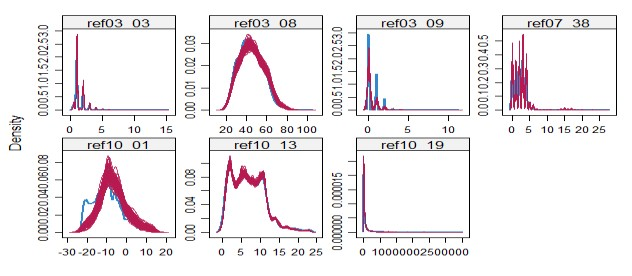 ref03_03 ref03_08 ref03_09 ref07_38
0.00.51.01.52.02.53.0
0.00 0.01 0.02 0.03
0.00.51.01.52.02.53.0
0.00.10.20.30.40.5
0 5 10 15
20 40 60 80 100
0 5 10
0 5 10 15 20 25
Density
ref10_01 ref10_13 ref10_19
0.000.020.040.060.08
0.00 0.04 0.08
0.000000 0.000015
-30 -20 -10 0 10 20
0 5 10 15 20 25
0 10000002500000